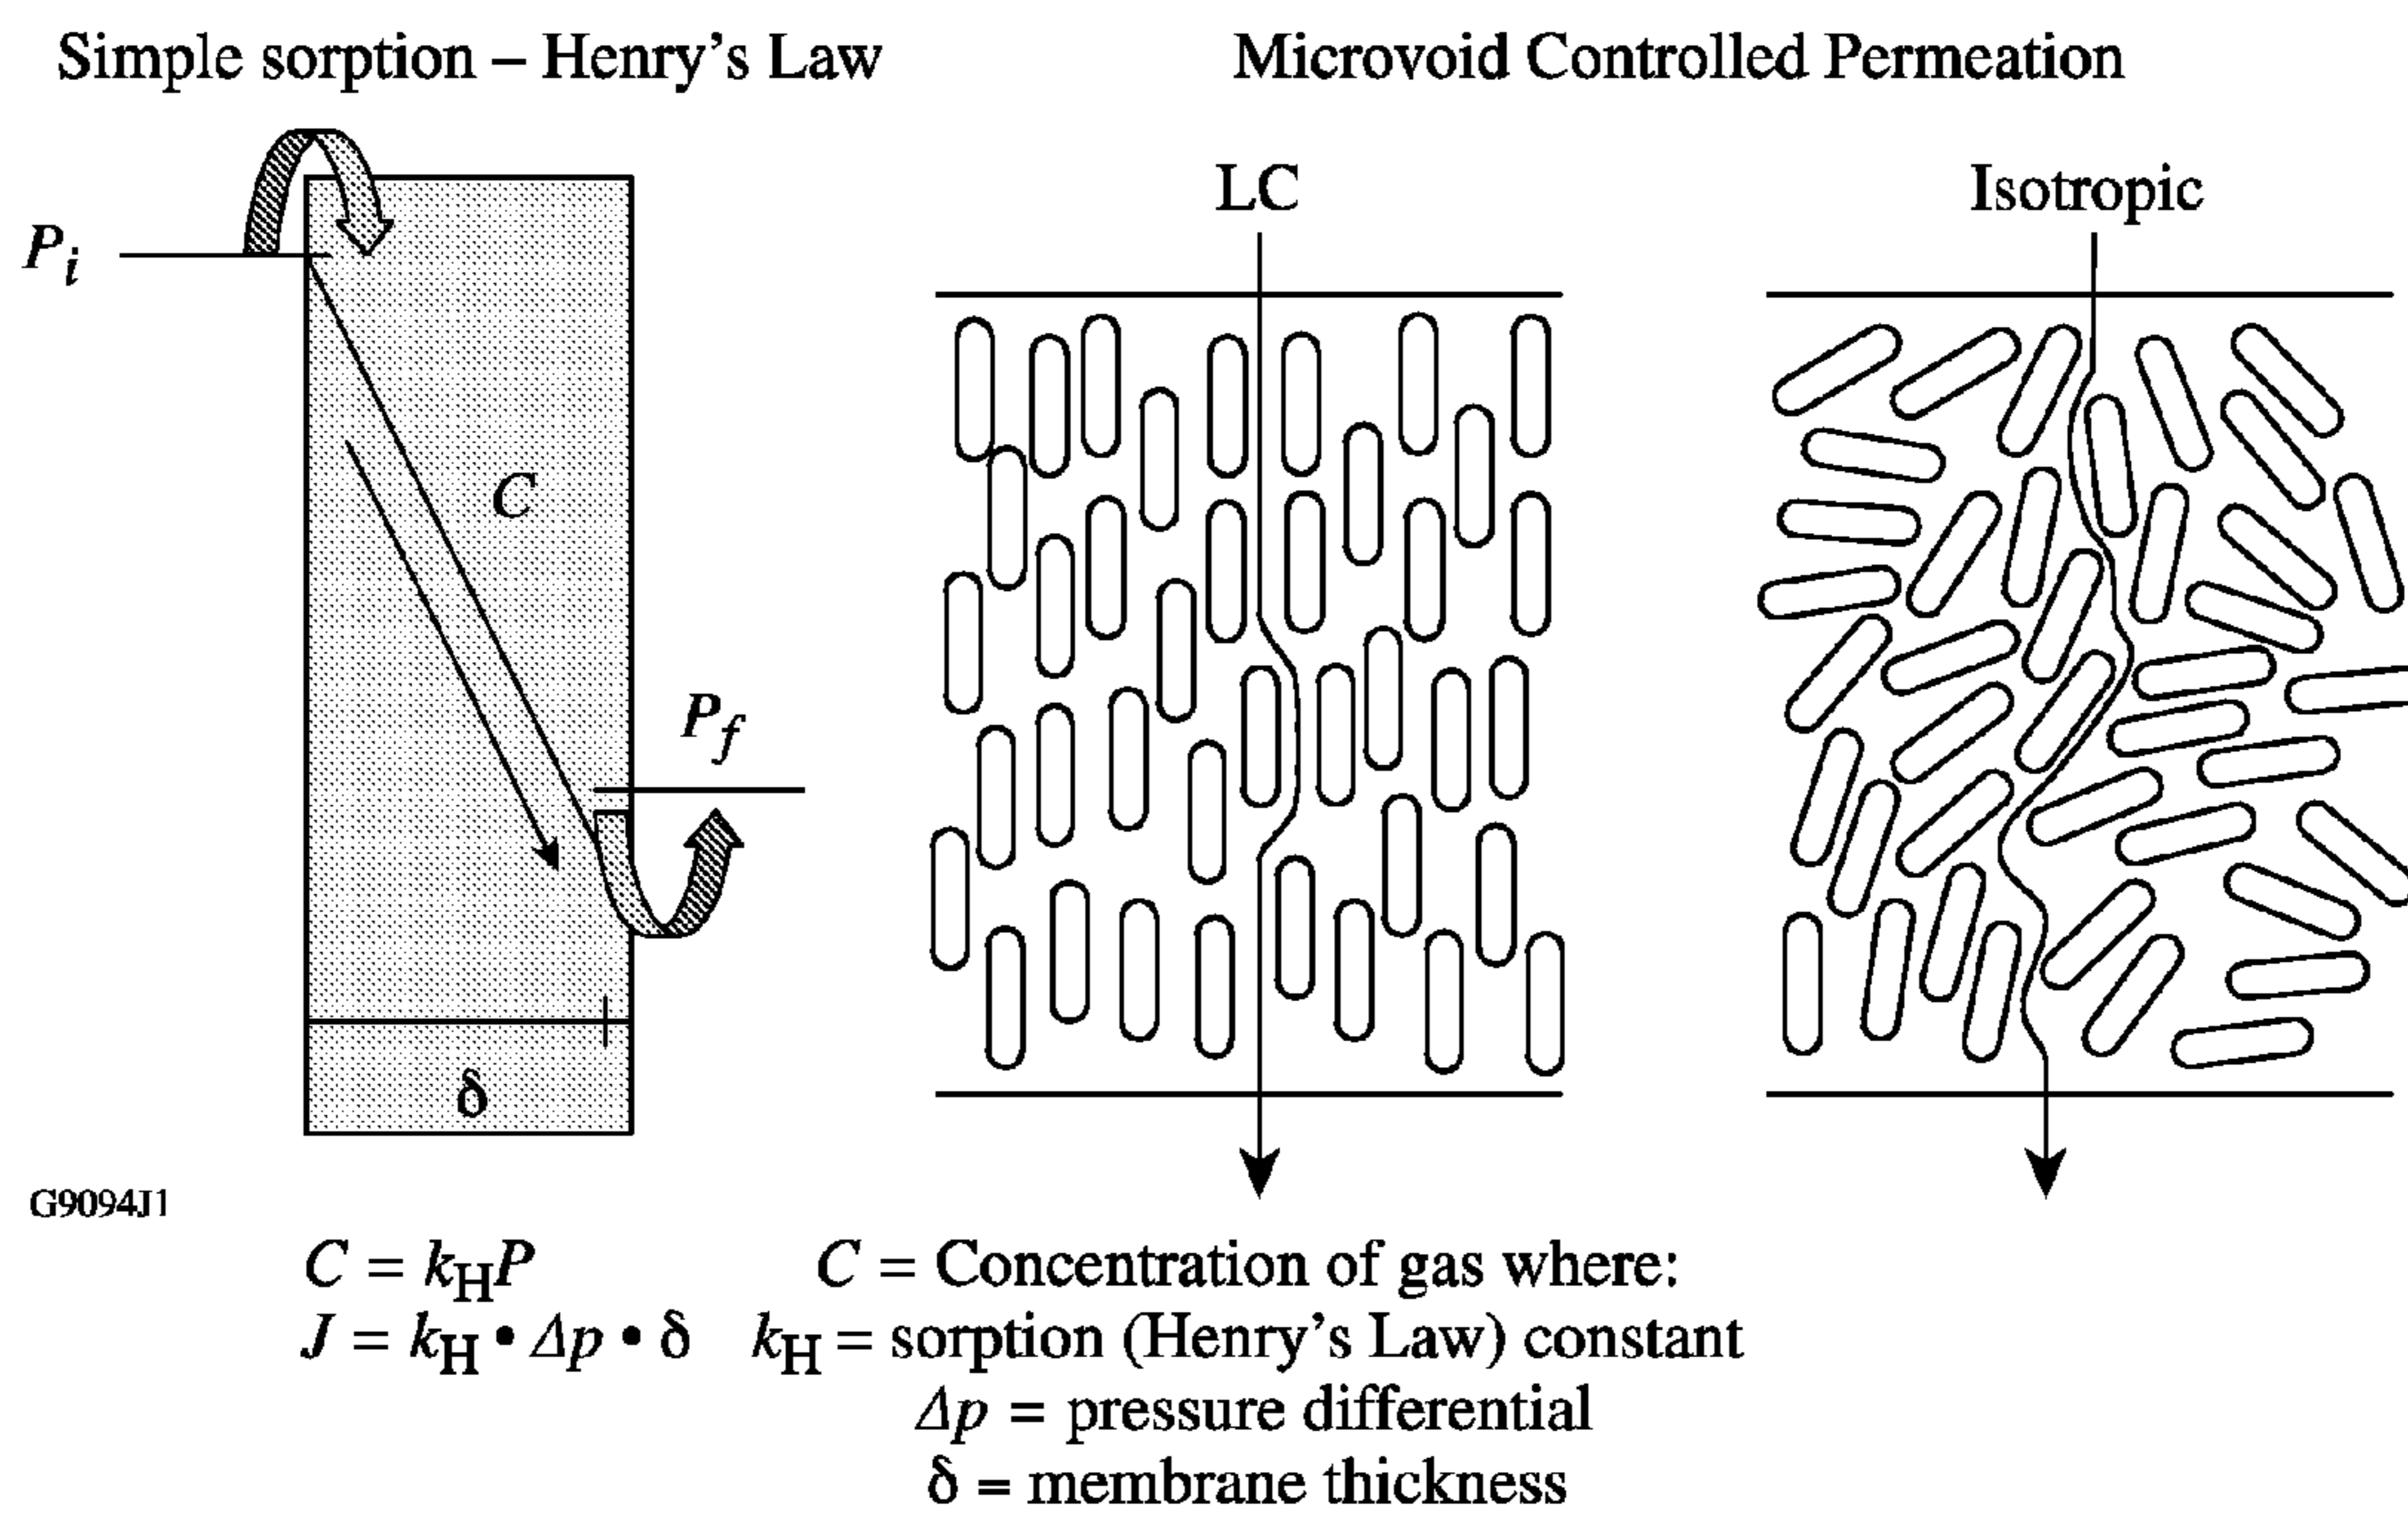 Simple sorption – Henry's Law
Microvoid Controlled Permeation
P_i
C
P_f
δ
LC
Isotropic
G9094J1
C = k_H P
J = k_H • Δp • δ
C = Concentration of gas where:
k_H = sorption (Henry's Law) constant
Δp = pressure differential
δ = membrane thickness